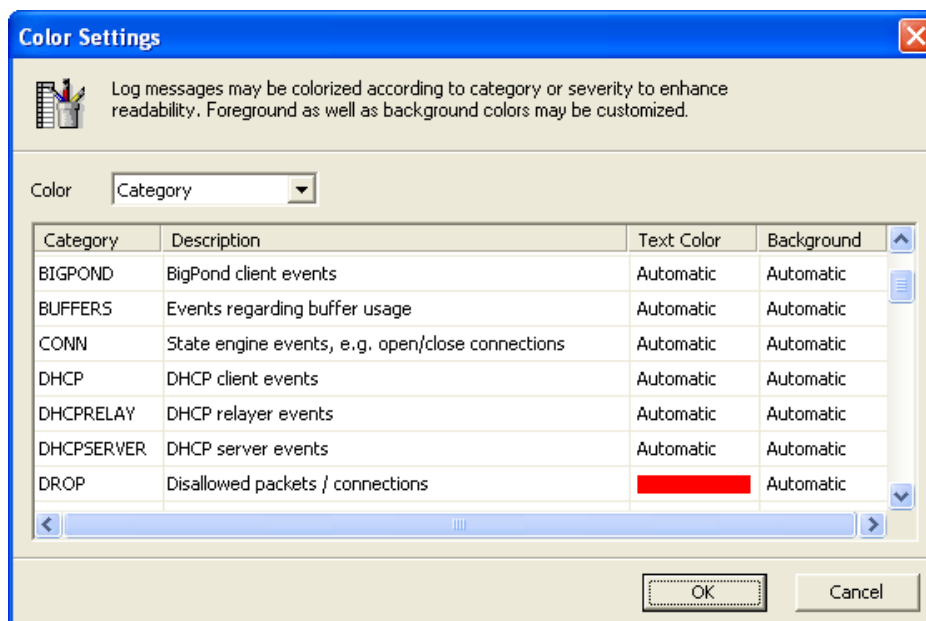 Color Settings
Log messages may be colorized according to category or severity to enhance
readability. Foreground as well as background colors may be customized.
Color Category
Category Description Text Color Background
BIGPOND BigPond client events Automatic Automatic
BUFFERS Events regarding buffer usage Automatic Automatic
CONN State engine events, e.g. open/close connections Automatic Automatic
DHCP DHCP client events Automatic Automatic
DHCPRELAY DHCP relayer events Automatic Automatic
DHCPSERVER DHCP server events Automatic Automatic
DROP Disallowed packets / connections Automatic
OK Cancel